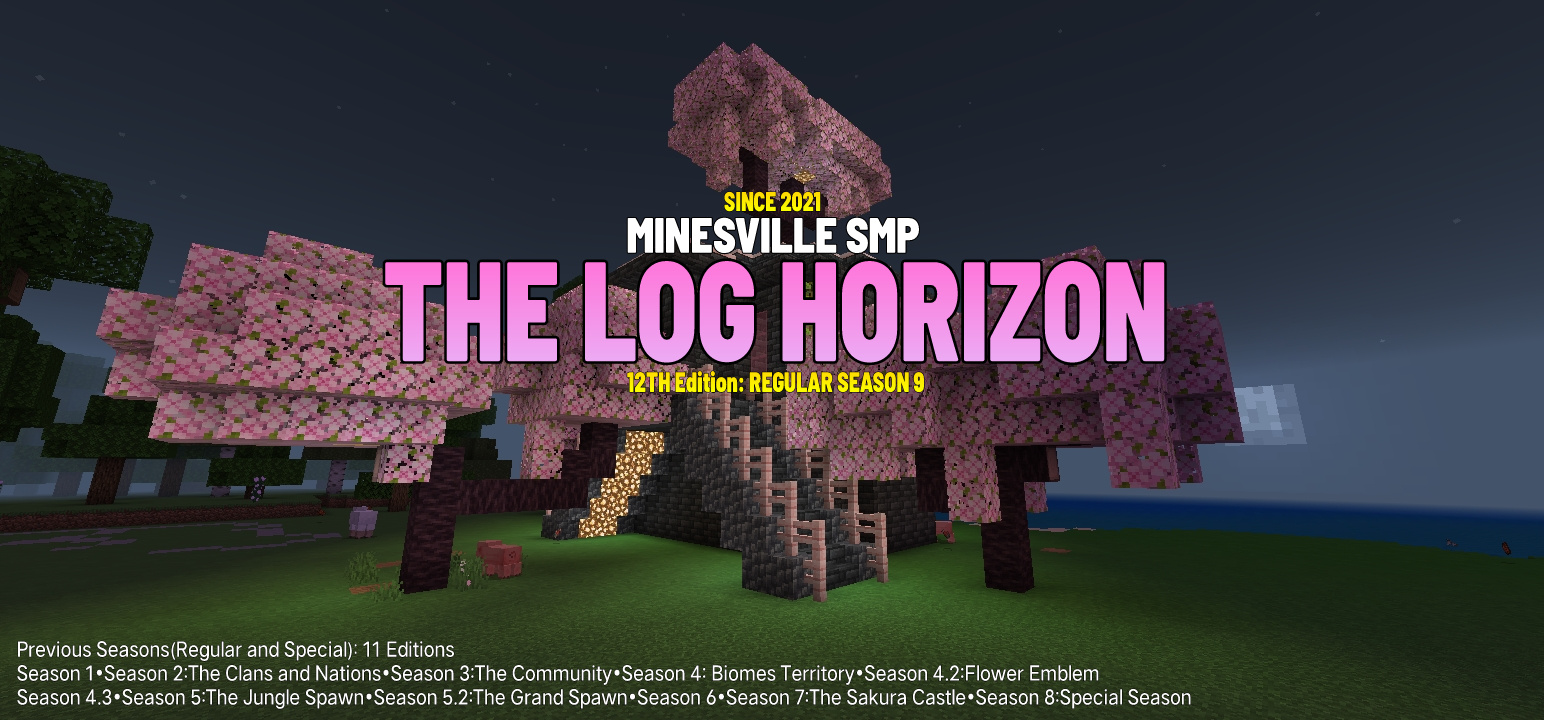 SINCE 2021
MINESVILLE SMP
THE LOG HORIZON
12TH Edition: REGULAR SEASON 9
Previous Seasons(Regular and Special): 11 Editions
Season 1•Season 2:The Clans and Nations•Season 3:The Community•Season 4: Biomes Territory•Season 4.2:Flower Emblem
Season 4.3•Season 5:The Jungle Spawn•Season 5.2:The Grand Spawn•Season 6•Season 7:The Sakura Castle•Season 8:Special Season